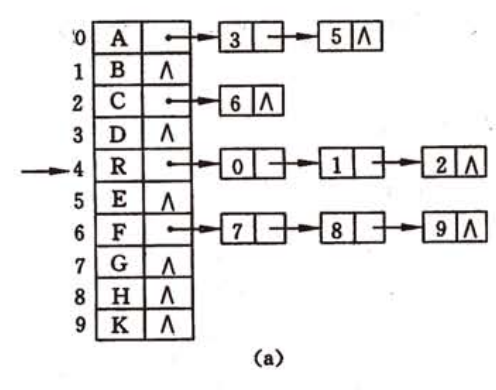 0 A 3 5 ∧
1 B ∧
2 C 6 ∧
3 D ∧
4 R 0 1 2 ∧
5 E ∧
6 F 7 8 9 ∧
7 G ∧
8 H ∧
9 K ∧
(a)